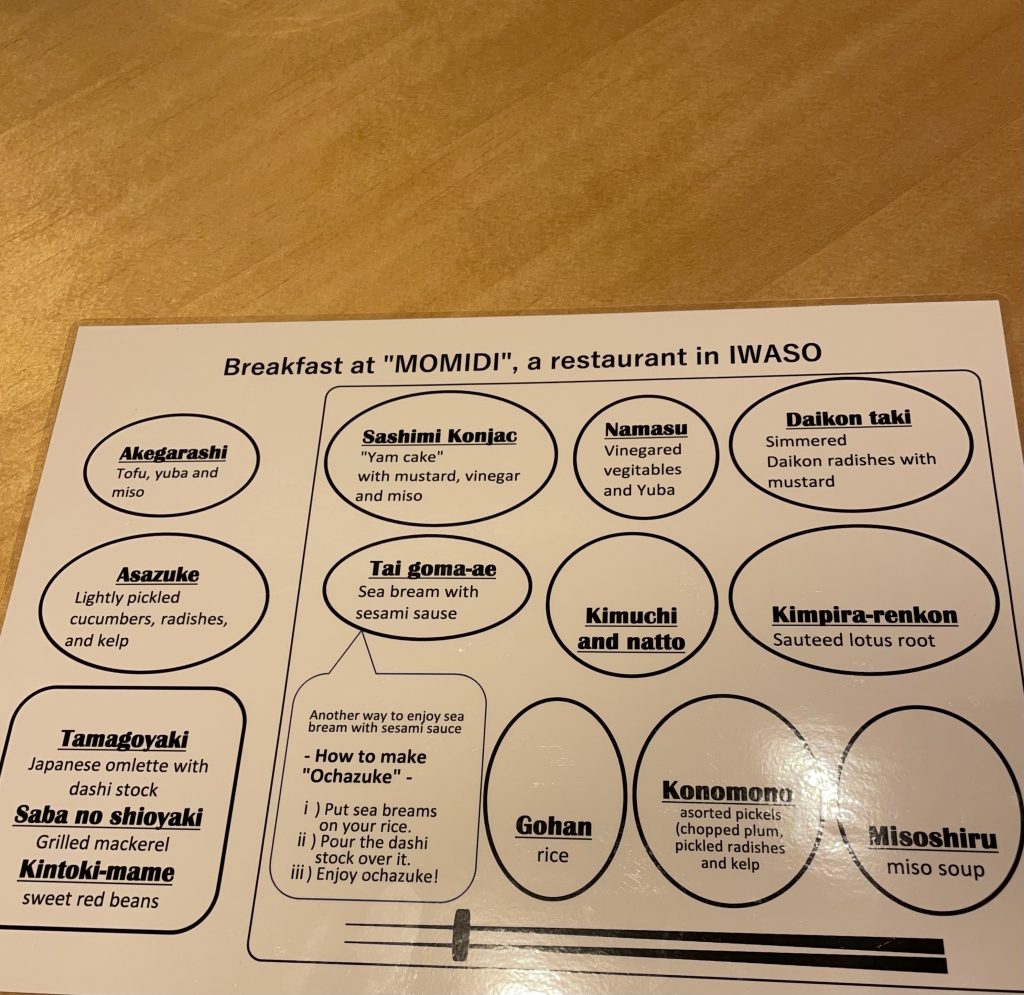 Breakfast at "MOMIDI", a restaurant in IWASO
Akegarashi
Tofu, yuba and
miso
Sashimi Konjac
"Yam cake"
with mustard, vinegar
and miso
Namasu
Vinegared
vegitables
and Yuba
Daikon taki
Simmered
Daikon radishes with
mustard
Asazuke
Lightly pickled
cucumbers, radishes,
and kelp
Tai goma-ae
Sea bream with
sesami sause
Kimuchi
and natto
Kimpira-renkon
Sauteed lotus root
Tamagoyaki
Japanese omlette with
dashi stock
Saba no shioyaki
Grilled mackerel
Kintoki-mame
sweet red beans
Another way to enjoy sea
bream with sesami sauce
- How to make
"Ochazuke" -
i ) Put sea breams
on your rice.
ii ) Pour the dashi
stock over it.
iii ) Enjoy ochazuke!
Gohan
rice
Konomono
asorted pickels
(chopped plum,
pickled radishes
and kelp
Misoshiru
miso soup